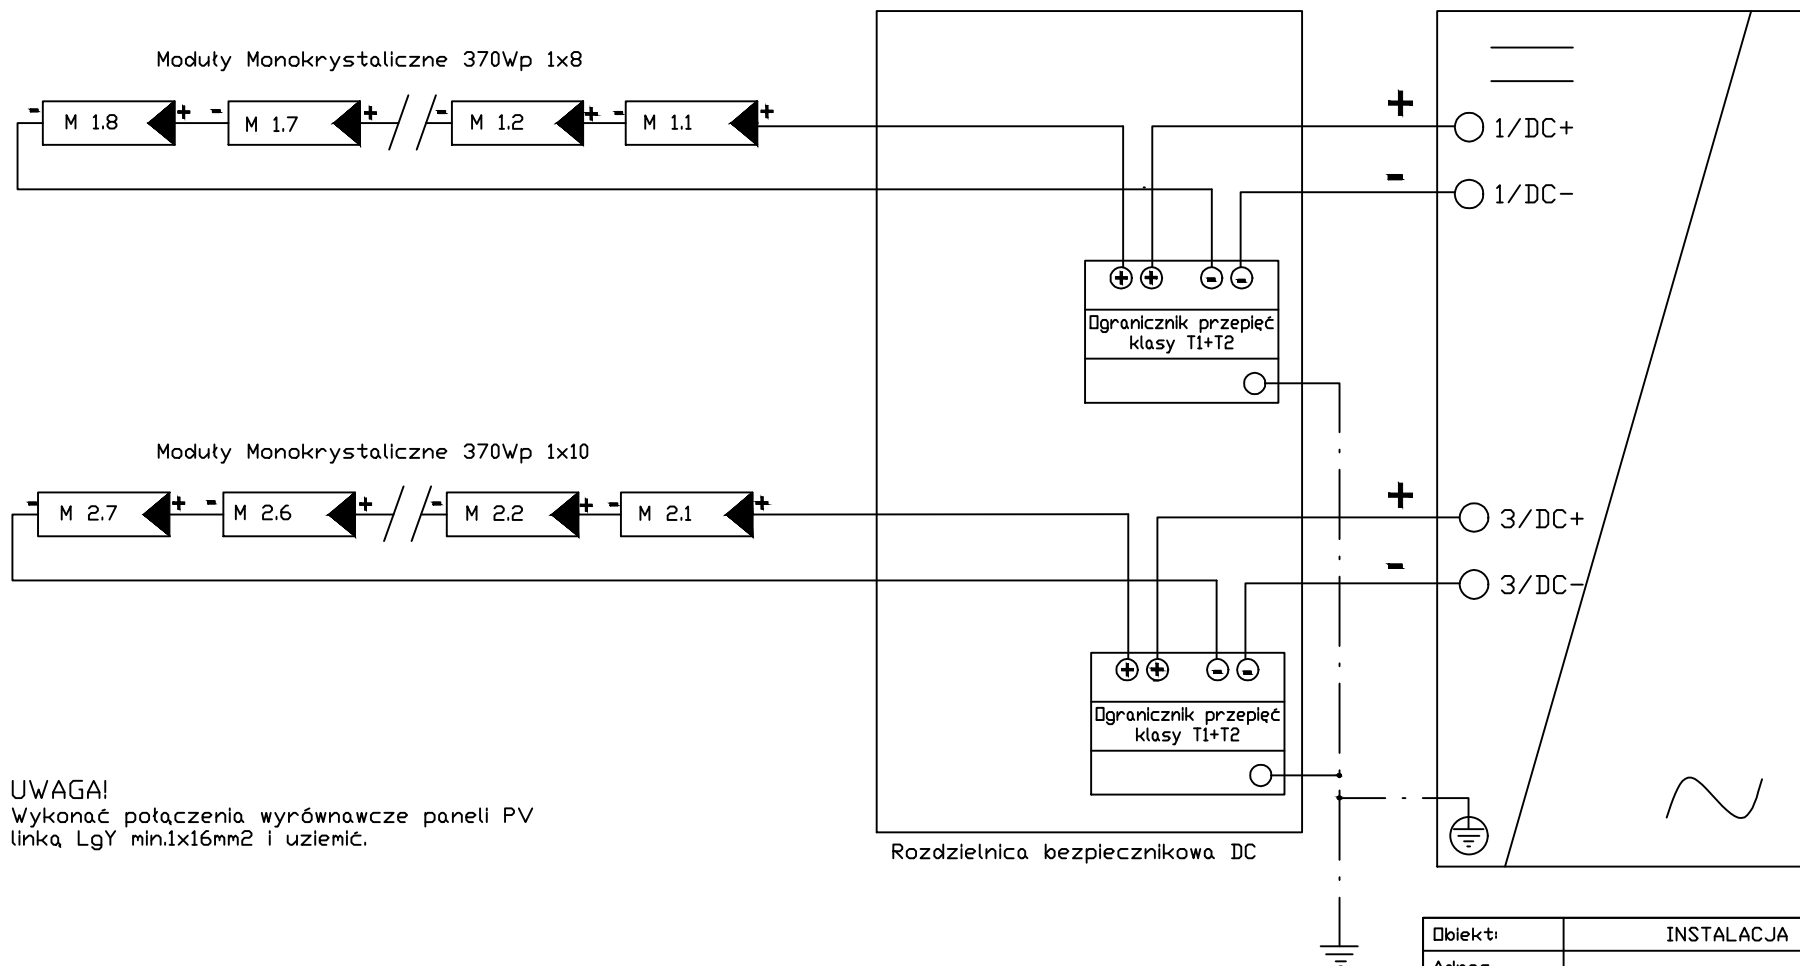 Moduły Monokrystaliczne 370Wp 1x8
- M 1.8 + - M 1.7 + - M 1.2 + - M 1.1 +
+
1/DC+
-
1/DC-
+ + - -
Ogranicznik przepięć
klasy T1+T2
Moduły Monokrystaliczne 370Wp 1x10
- M 2.7 + - M 2.6 + - M 2.2 + - M 2.1 +
+
3/DC+
-
3/DC-
+ + - -
Ogranicznik przepięć
klasy T1+T2
UWAGA!
Wykonać połączenia wyrównawcze paneli PV
linką LgY min.1x16mm2 i uziemić.
Rozdzielnica bezpiecznikowa DC
Obiekt: INSTALACJA